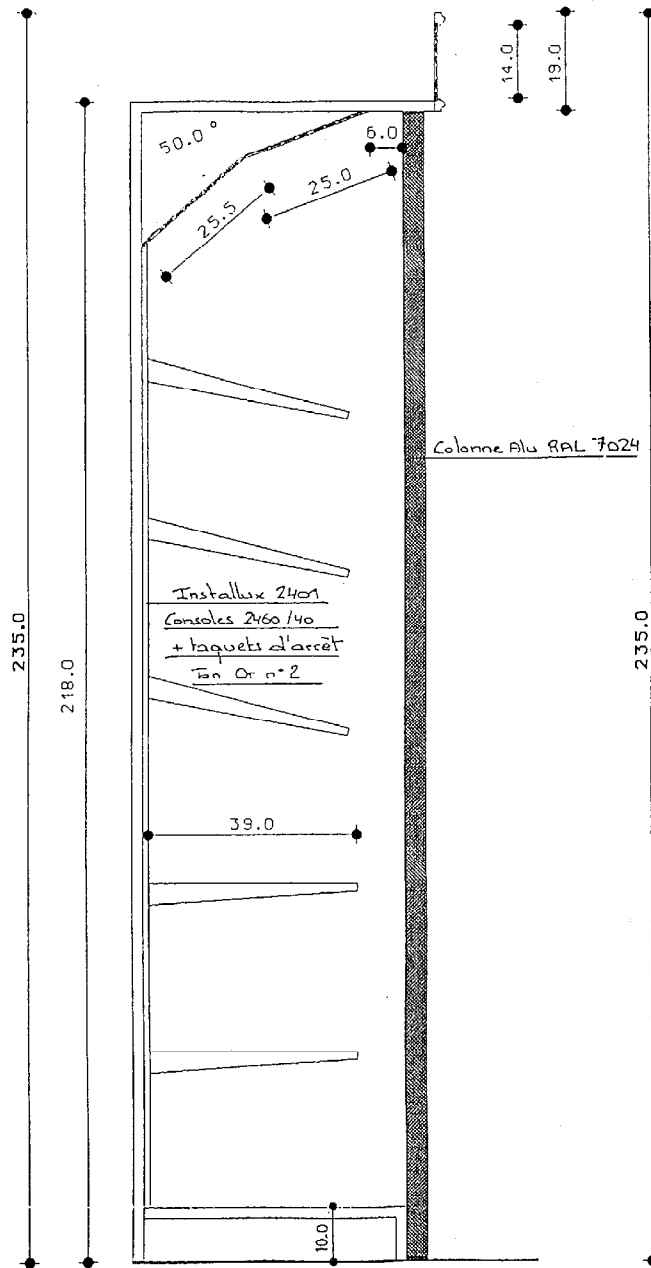 14.0
19.0
50.0°
6.0
25.0
25.5
Colonne Alu RAL 7024
Installux 2401
Consoles 2460/40
+ taquets d'arrêt
Ton Or n°2
235.0
218.0
235.0
39.0
10.0